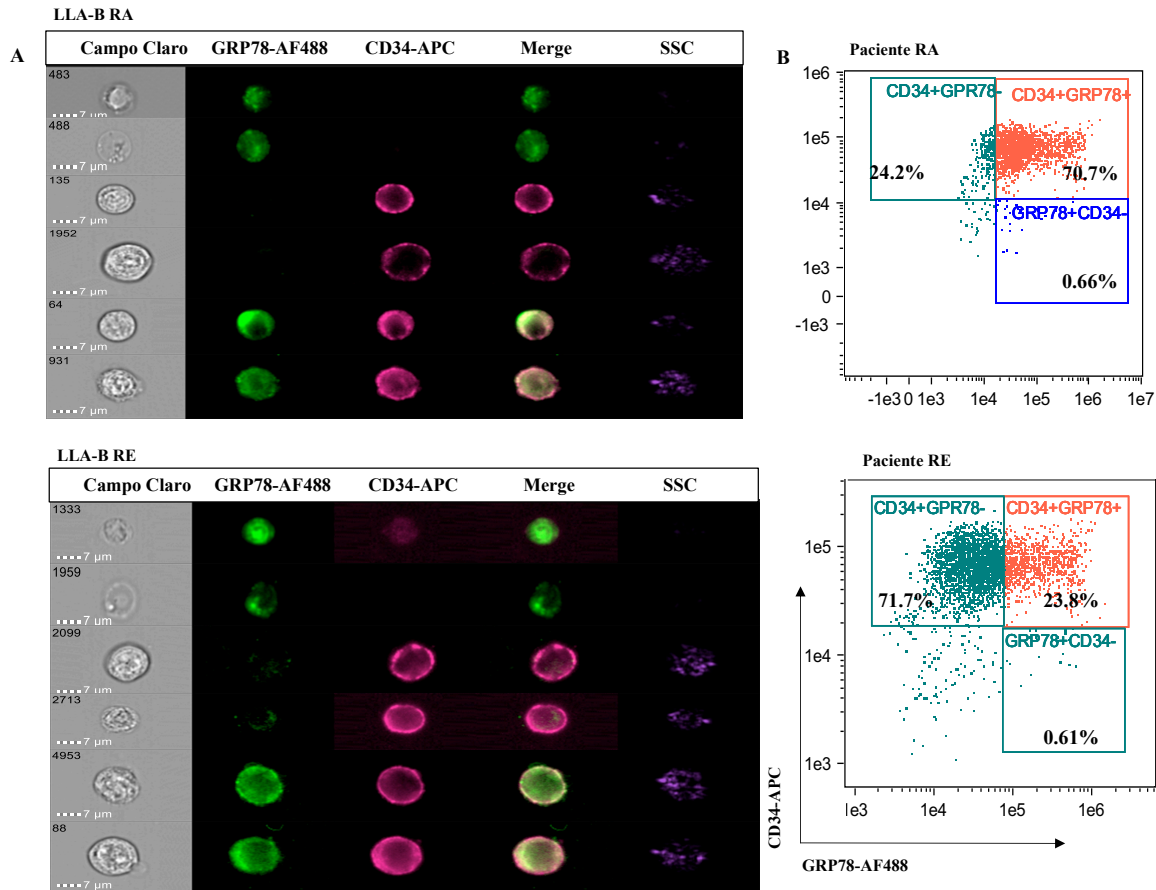 LLA-B RA
A
Campo Claro GRP78-AF488 CD34-APC Merge SSC
483
7 µm
488
7 µm
135
7 µm
1952
7 µm
64
7 µm
931
7 µm
B
Paciente RA
1e6
1e5
1e4
1e3
0
-1e3
CD34+GPR78- CD34+GRP78+
24.2% 70.7%
GRP78+CD34-
0.66%
-1e3 0 1e3 1e4 1e5 1e6 1e7
LLA-B RE
Campo Claro GRP78-AF488 CD34-APC Merge SSC
1333
7 µm
1959
7 µm
2099
7 µm
2713
7 µm
4953
7 µm
88
7 µm
Paciente RE
CD34+GPR78- CD34+GRP78+
1e5
71.7% 23.8%
GRP78+CD34-
1e4
0.61%
1e3
1e3 1e4 1e5 1e6
CD34-APC
GRP78-AF488